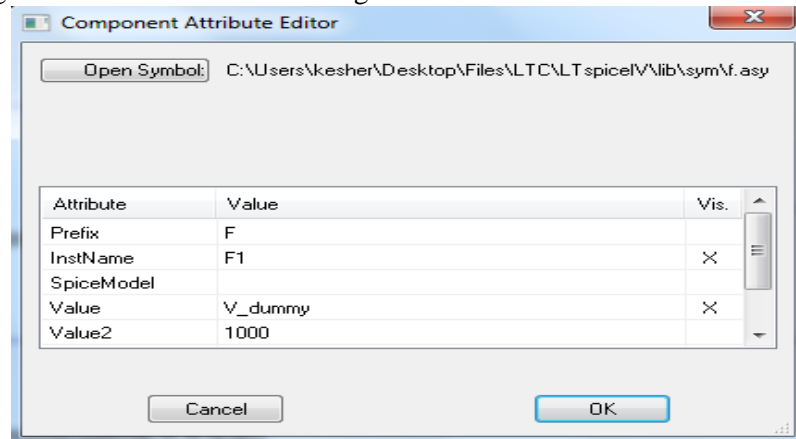 Component Attribute Editor
Open Symbol: C:\Users\kesher\Desktop\Files\LTC\LTspiceIV\lib\sym\f.asy
Attribute Value Vis.
Prefix F
InstName F1 X
SpiceModel
Value V_dummy X
Value2 1000
Cancel OK